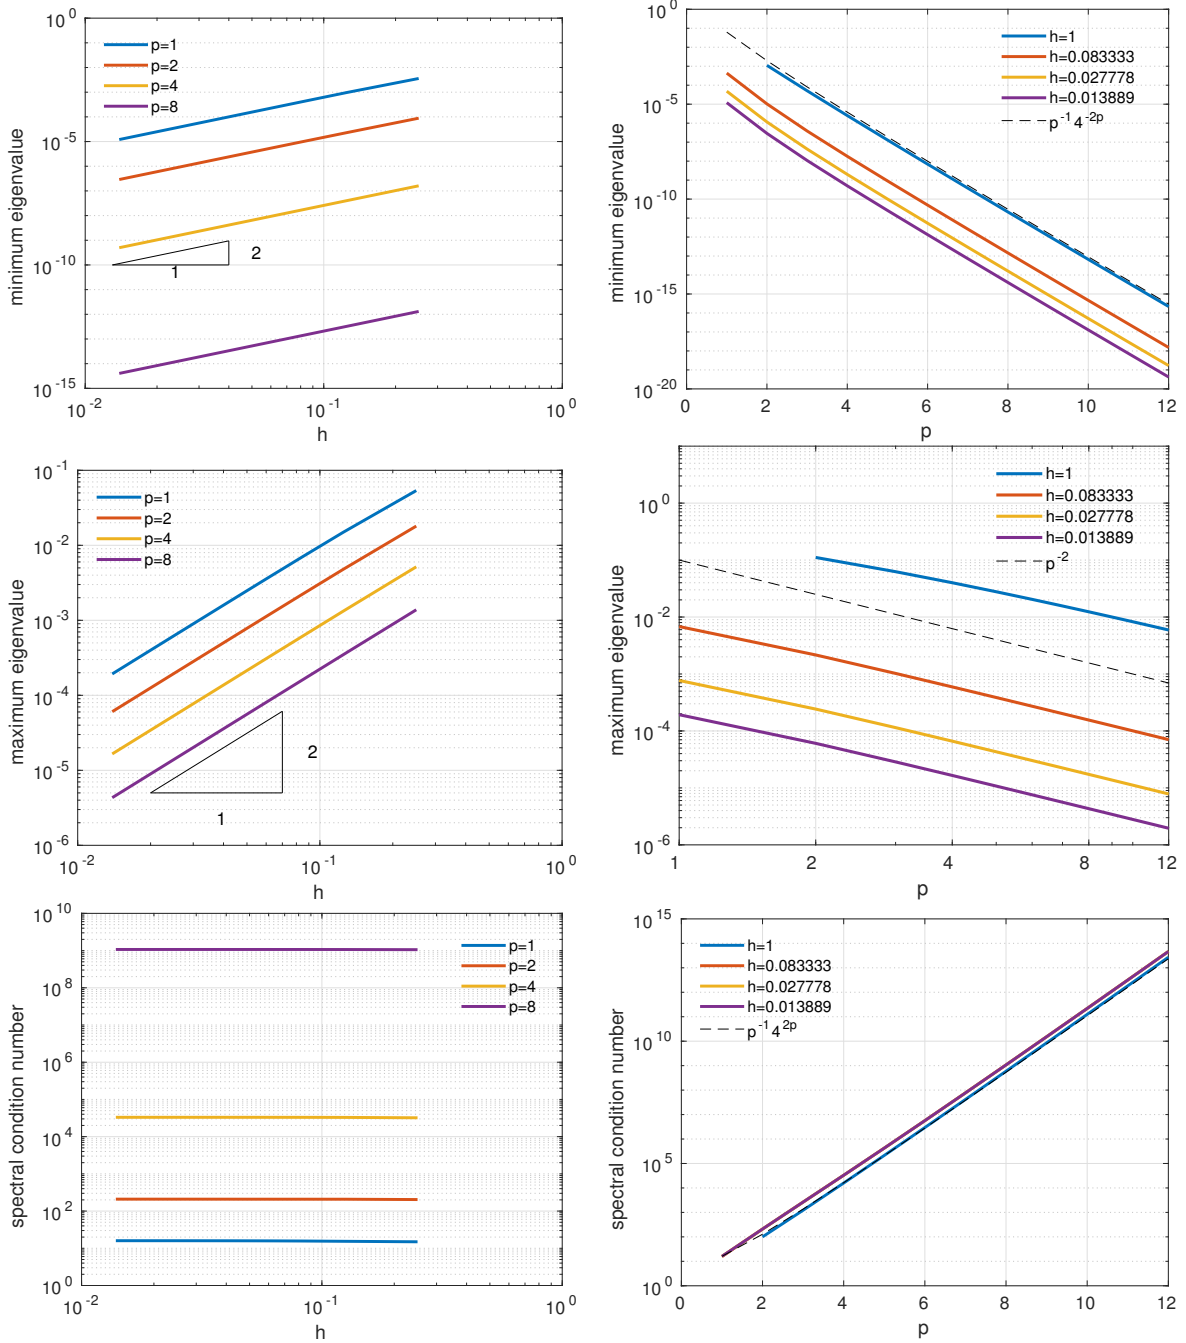 10^0
10^-5
10^-10
10^-15
minimum eigenvalue
p=1
p=2
p=4
p=8
2
1
10^-2
10^-1
10^0
h
10^0
10^-5
10^-10
10^-15
10^-20
minimum eigenvalue
h=1
h=0.083333
h=0.027778
h=0.013889
p^-1 4^-2p
0
2
4
6
8
10
12
p
10^-1
10^-2
10^-3
10^-4
10^-5
10^-6
maximum eigenvalue
p=1
p=2
p=4
p=8
2
1
10^-2
10^-1
10^0
h
10^0
10^-2
10^-4
10^-6
maximum eigenvalue
h=1
h=0.083333
h=0.027778
h=0.013889
p^-2
1
2
4
8
12
p
10^10
10^8
10^6
10^4
10^2
10^0
spectral condition number
p=1
p=2
p=4
p=8
10^-2
10^-1
10^0
h
10^15
10^10
10^5
10^0
spectral condition number
h=1
h=0.083333
h=0.027778
h=0.013889
p^-1 4^2p
0
2
4
6
8
10
12
p